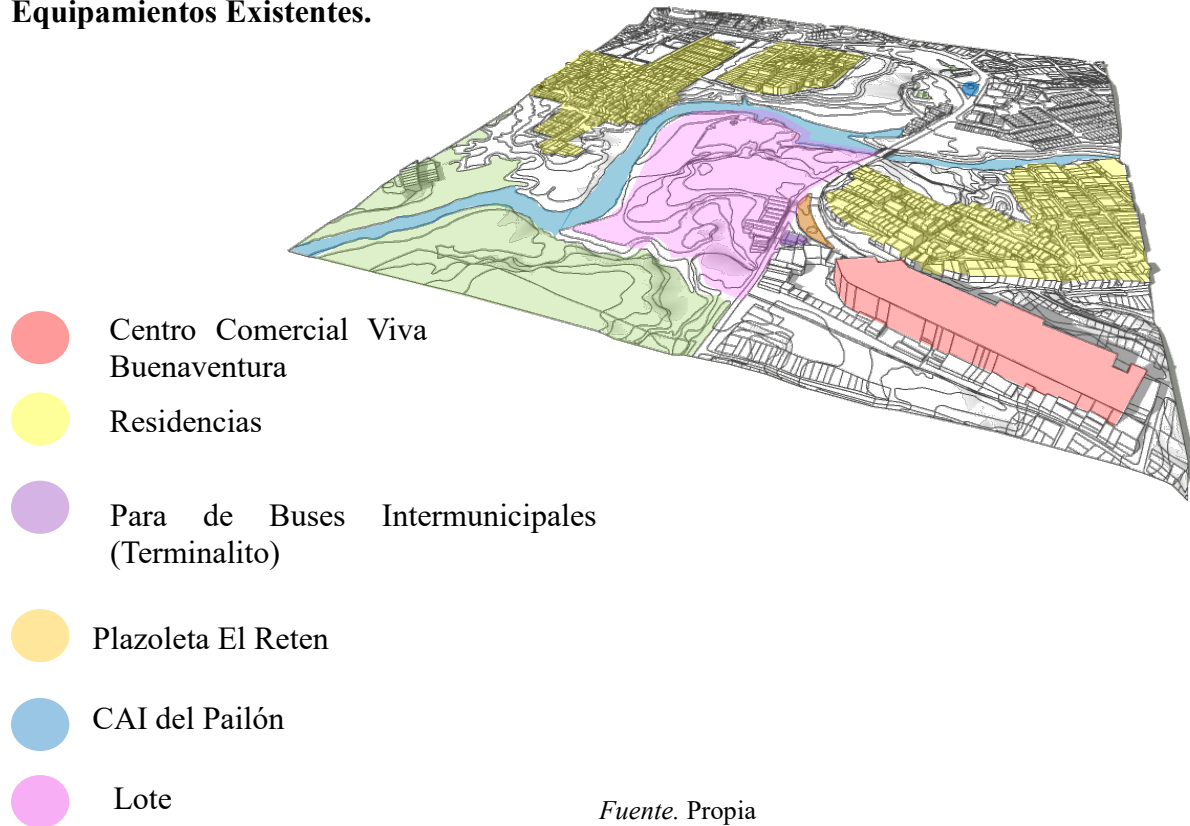 Equipamientos Existentes.
Centro Comercial Viva
Buenaventura
Residencias
Para de Buses Intermunicipales
(Terminalito)
Plazoleta El Reten
CAI del Pailón
Lote
Fuente. Propia